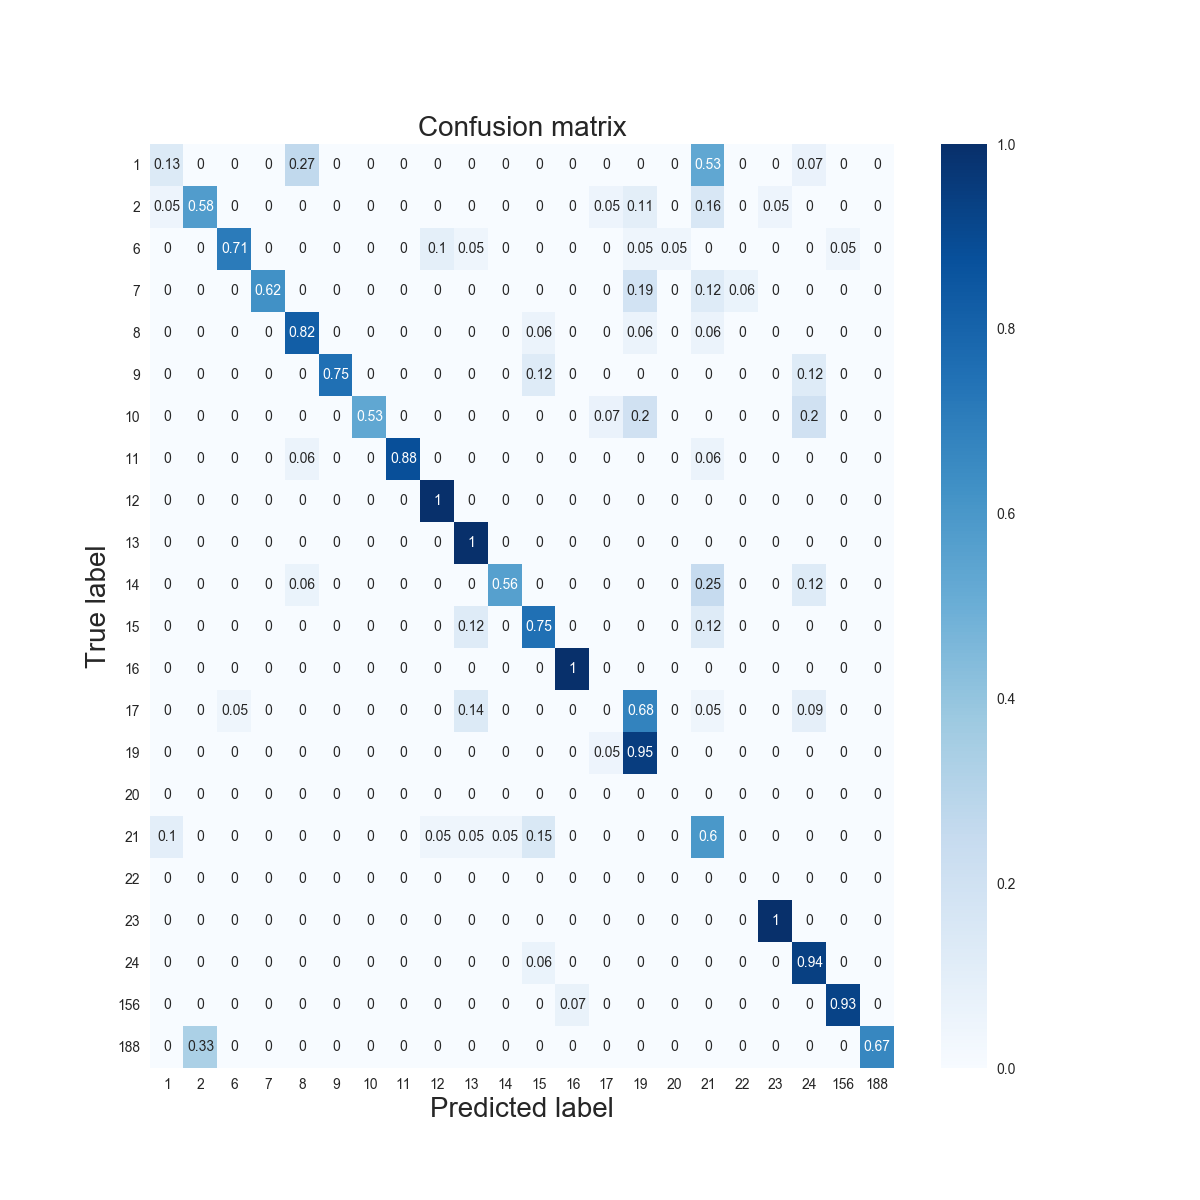 Confusion matrix
1 0.13 0 0 0 0.27 0 0 0 0 0 0 0 0 0 0 0 0.53 0 0 0.07 0 0 1.0
2 0.05 0.58 0 0 0 0 0 0 0 0 0 0 0 0.05 0.11 0 0.16 0 0.05 0 0 0
6 0 0 0.71 0 0 0 0 0 0.1 0.05 0 0 0 0 0.05 0.05 0 0 0 0 0.05 0
7 0 0 0 0.62 0 0 0 0 0 0 0 0 0 0 0.19 0 0.12 0.06 0 0 0 0
8 0 0 0 0 0.82 0 0 0 0 0 0 0.06 0 0 0.06 0 0.06 0 0 0 0 0 0.8
9 0 0 0 0 0 0.75 0 0 0 0 0 0.12 0 0 0 0 0 0 0 0.12 0 0
10 0 0 0 0 0 0 0.53 0 0 0 0 0 0 0.07 0.2 0 0 0 0 0.2 0 0
11 0 0 0 0 0.06 0 0 0.88 0 0 0 0 0 0 0 0 0.06 0 0 0 0 0
12 0 0 0 0 0 0 0 0 1 0 0 0 0 0 0 0 0 0 0 0 0 0 0.6
13 0 0 0 0 0 0 0 0 0 1 0 0 0 0 0 0 0 0 0 0 0 0
14 0 0 0 0 0.06 0 0 0 0 0 0.56 0 0 0 0 0 0.25 0 0 0.12 0 0
15 0 0 0 0 0 0 0 0 0 0.12 0 0.75 0 0 0 0 0.12 0 0 0 0 0
16 0 0 0 0 0 0 0 0 0 0 0 0 1 0 0 0 0 0 0 0 0 0
17 0 0 0.05 0 0 0 0 0 0 0.14 0 0 0 0 0.68 0 0.05 0 0 0.09 0 0 0.4
19 0 0 0 0 0 0 0 0 0 0 0 0 0 0.05 0.95 0 0 0 0 0 0 0
20 0 0 0 0 0 0 0 0 0 0 0 0 0 0 0 0 0 0 0 0 0 0
21 0.1 0 0 0 0 0 0 0 0.05 0.05 0.05 0.15 0 0 0 0 0.6 0 0 0 0 0
22 0 0 0 0 0 0 0 0 0 0 0 0 0 0 0 0 0 0 0 0 0 0 0.2
23 0 0 0 0 0 0 0 0 0 0 0 0 0 0 0 0 0 0 1 0 0 0
24 0 0 0 0 0 0 0 0 0 0 0 0.06 0 0 0 0 0 0 0 0.94 0 0
156 0 0 0 0 0 0 0 0 0 0 0 0 0.07 0 0 0 0 0 0 0 0.93 0
188 0 0.33 0 0 0 0 0 0 0 0 0 0 0 0 0 0 0 0 0 0 0 0.67 0.0
1 2 6 7 8 9 10 11 12 13 14 15 16 17 19 20 21 22 23 24 156 188
Predicted label
True label